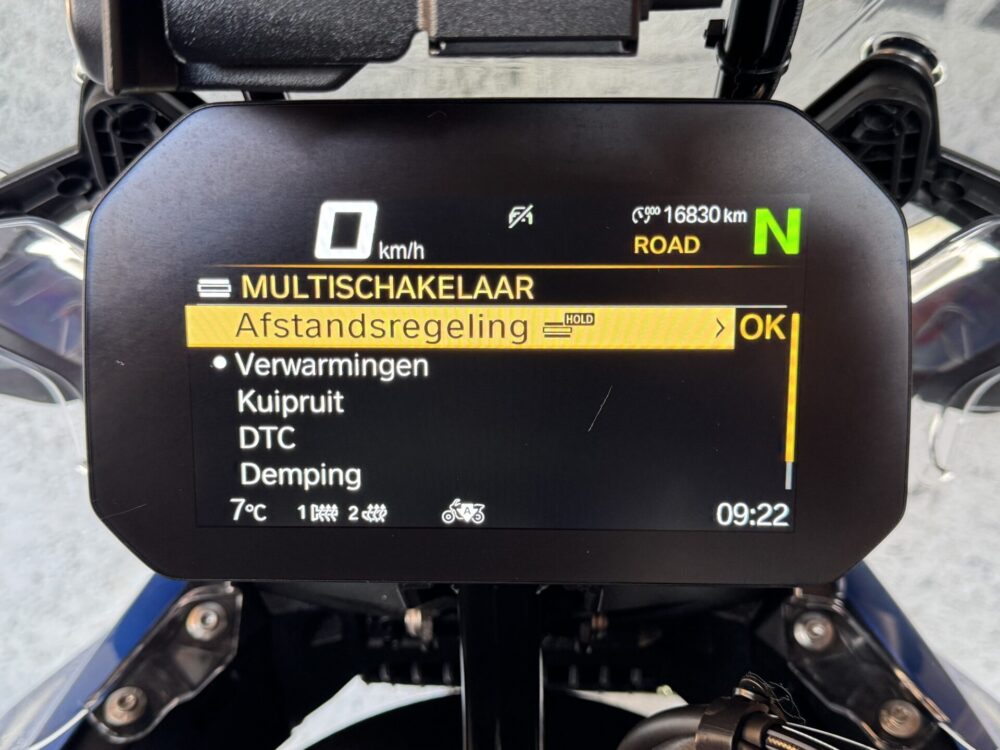 0 km/h
16830 km N
ROAD
MULTISCHAKELAAR
Afstandsregeling HOLD > OK
Verwarmingen
Kuipruit
DTC
Demping
7°C 1 2 A 09:22